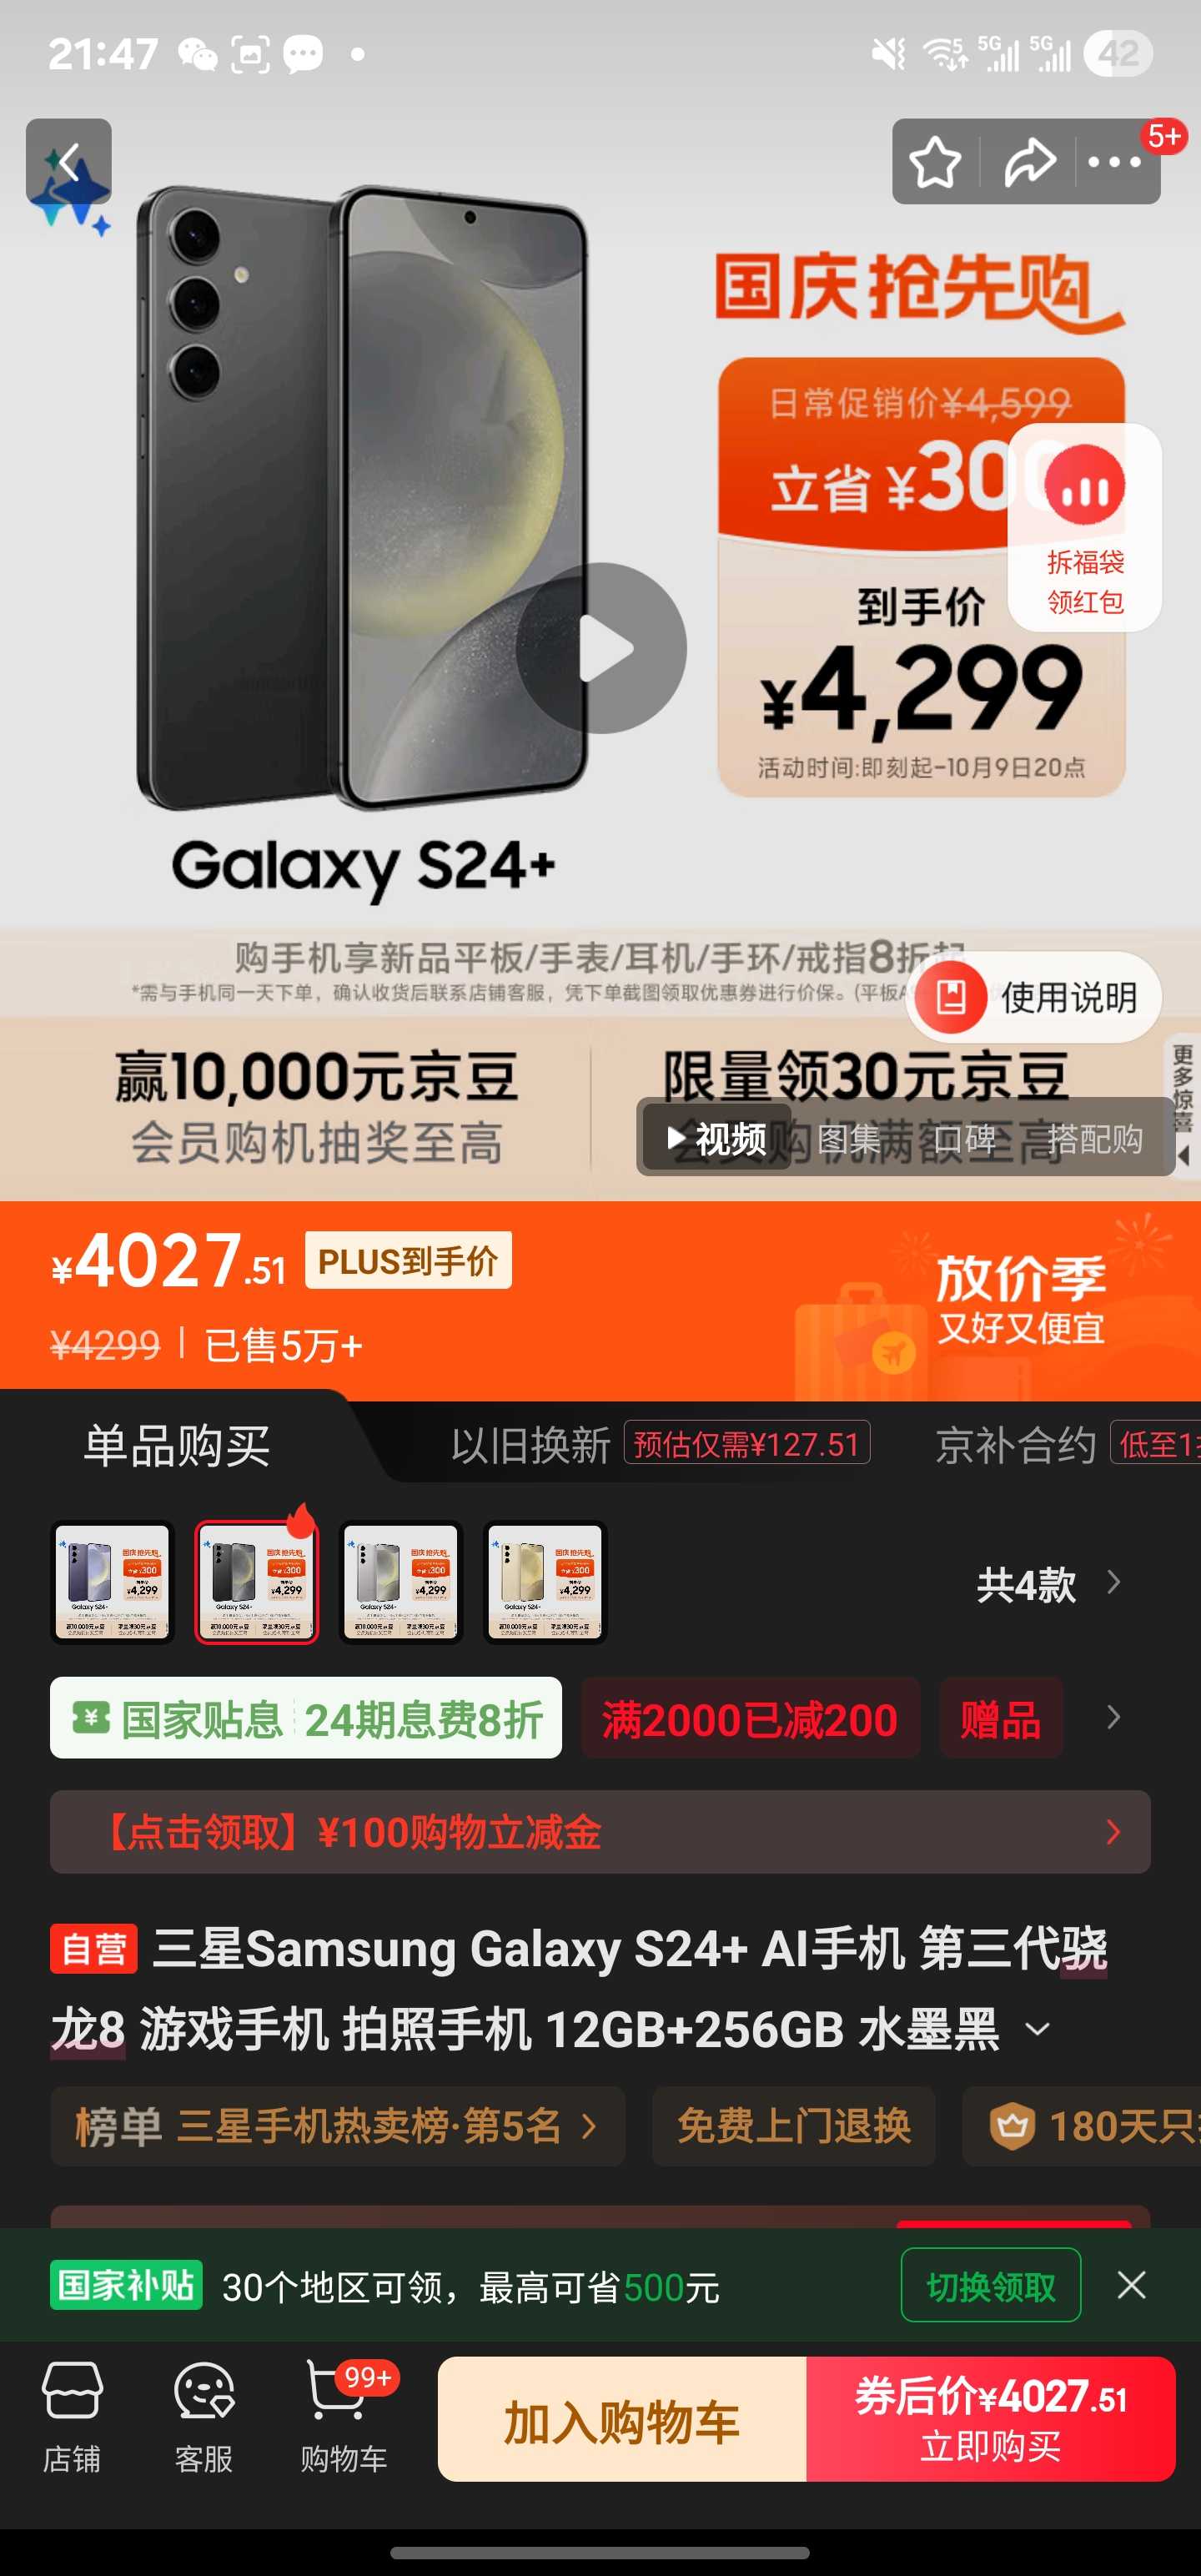 21:47
5G
5G
42
5+
国庆抢先购
日常促销价¥4,599
立省 ¥300
拆福袋
领红包
到手价
¥4,299
活动时间:即刻起-10月9日20点
Galaxy S24+
购手机享新品平板/手表/耳机/手环/戒指8折起
*需与手机同一天下单，确认收货后联系店铺客服，凭下单截图领取优惠券进行价保。(平板
使用说明
赢10,000元京豆
限量领30元京豆
更多惊喜
会员购机抽奖至高
会员购机满额至高
视频 图集 口碑 搭配购
¥4027.51 PLUS到手价
放价季
又好又便宜
¥4299 | 已售5万+
单品购买
以旧换新 预估仅需¥127.51
京补合约 低至1
共4款
国家贴息 24期息费8折
满2000已减200
赠品
【点击领取】¥100购物立减金
自营 三星Samsung Galaxy S24+ AI手机 第三代骁
龙8 游戏手机 拍照手机 12GB+256GB 水墨黑
榜单 三星手机热卖榜·第5名
免费上门退换
180天只
国家补贴 30个地区可领，最高可省500元
切换领取
99+
店铺
客服
购物车
加入购物车
券后价¥4027.51
立即购买